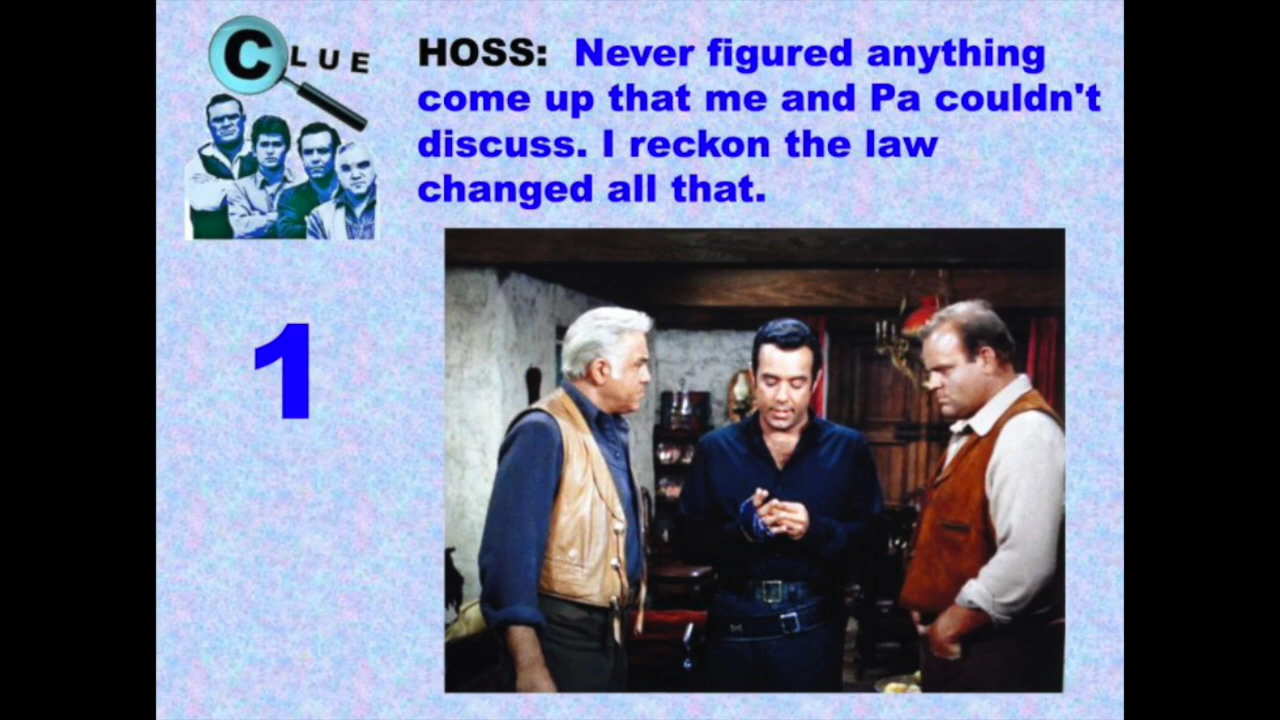 CLUE
HOSS: Never figured anything
come up that me and Pa couldn't
discuss. I reckon the law
changed all that.
1